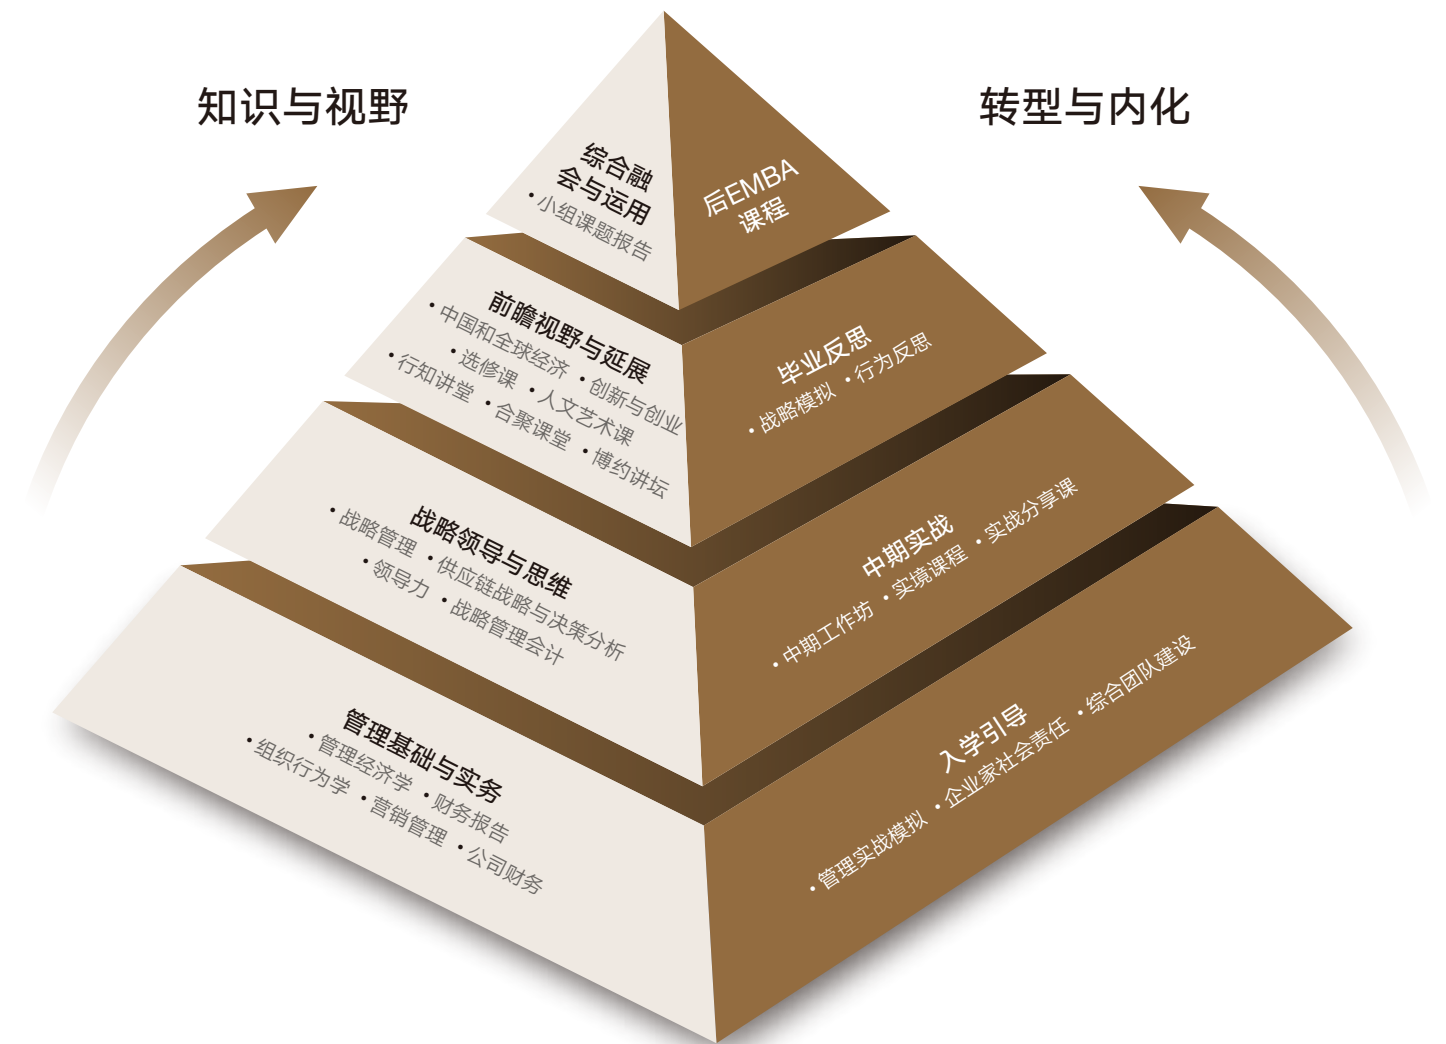 知识与视野
转型与内化
综合融
会与运用
• 小组课题报告
后EMBA
课程
前瞻视野与延展
• 中国和全球经济 • 创新与创业
• 选修课 • 人文艺术课
• 行知讲堂 • 合聚课堂 • 博约讲坛
毕业反思
• 战略模拟 • 行为反思
战略领导与思维
• 战略管理 • 供应链战略与决策分析
• 领导力 • 战略管理会计
中期实战
• 中期工作坊 • 实境课程 • 实战分享课
管理基础与实务
• 管理经济学 • 财务报告
• 组织行为学 • 营销管理 • 公司财务
入学引导
• 管理实战模拟 • 企业家社会责任 • 综合团队建设